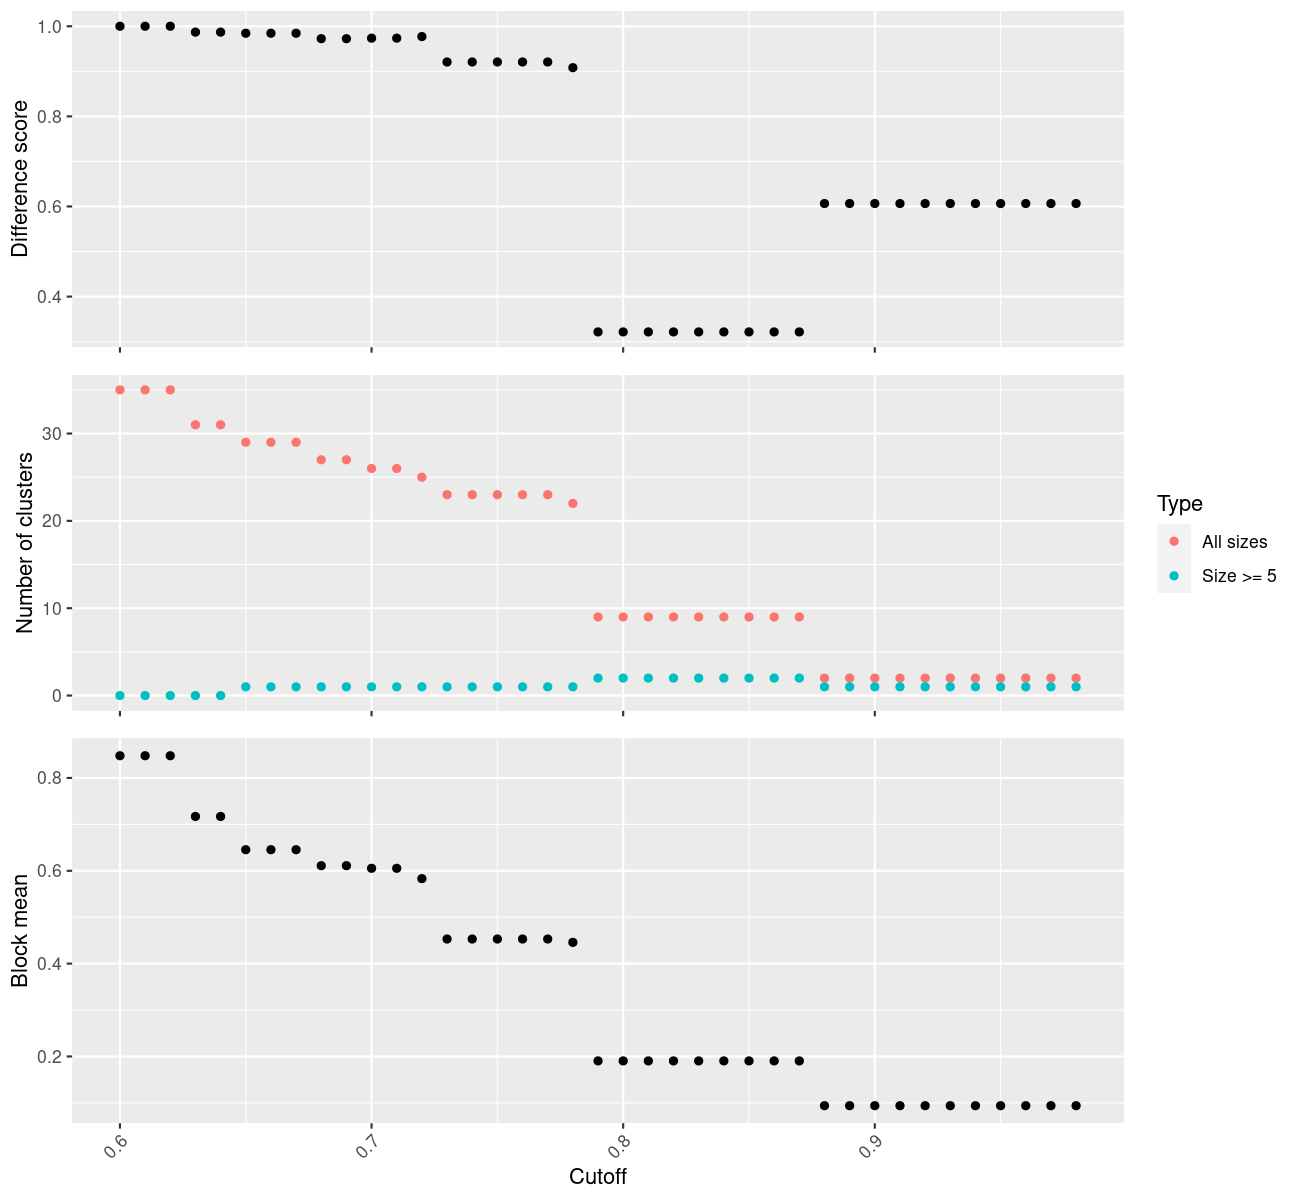 Difference score
1.0
0.8
0.6
0.4
Number of clusters
30
20
10
0
Type
All sizes
Size >= 5
Block mean
0.8
0.6
0.4
0.2
0.6
0.7
0.8
0.9
Cutoff